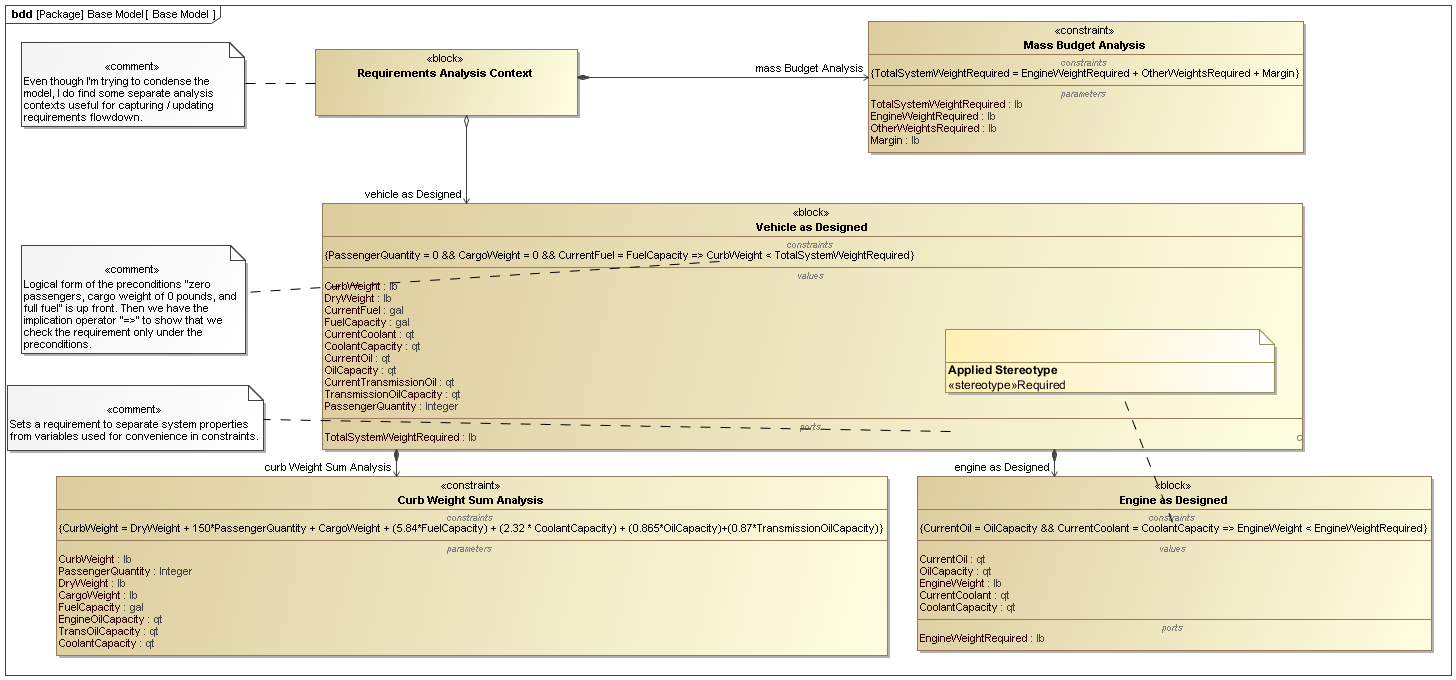 bdd [Package] Base Model[ Base Model ]
«comment»
Even though I'm trying to condense the
model, I do find some separate analysis
contexts useful for capturing / updating
requirements flowdown.
«block»
Requirements Analysis Context
mass Budget Analysis
«constraint»
Mass Budget Analysis
constraints
{TotalSystemWeightRequired = EngineWeightRequired + OtherWeightsRequired + Margin}
parameters
TotalSystemWeightRequired : lb
EngineWeightRequired : lb
OtherWeightsRequired : lb
Margin : lb
vehicle as Designed
«block»
Vehicle as Designed
constraints
{PassengerQuantity = 0 && CargoWeight = 0 && CurrentFuel = FuelCapacity => CurbWeight < TotalSystemWeightRequired}
values
CurbWeight : lb
DryWeight : lb
CurrentFuel : gal
FuelCapacity : gal
CurrentCoolant : qt
CoolantCapacity : qt
CurrentOil : qt
OilCapacity : qt
CurrentTransmissionOil : qt
TransmissionOilCapacity : qt
PassengerQuantity : Integer
ports
TotalSystemWeightRequired : lb
c
«comment»
Logical form of the preconditions "zero
passengers, cargo weight of 0 pounds, and
full fuel" is up front. Then we have the
implication operator "=>" to show that we
check the requirement only under the
preconditions.
Applied Stereotype
«stereotype»Required
«comment»
Sets a requirement to separate system properties
from variables used for convenience in constraints.
curb Weight Sum Analysis
engine as Designed
«constraint»
Curb Weight Sum Analysis
constraints
{CurbWeight = DryWeight + 150*PassengerQuantity + CargoWeight + (5.84*FuelCapacity) + (2.32 * CoolantCapacity) + (0.865*OilCapacity)+(0.87*TransmissionOilCapacity)}
parameters
CurbWeight : lb
PassengerQuantity : Integer
DryWeight : lb
CargoWeight : lb
FuelCapacity : gal
EngineOilCapacity : qt
TransOilCapacity : qt
CoolantCapacity : qt
«block»
Engine as Designed
constraints
{CurrentOil = OilCapacity && CurrentCoolant = CoolantCapacity => EngineWeight < EngineWeightRequired}
values
CurrentOil : qt
OilCapacity : qt
EngineWeight : lb
CurrentCoolant : qt
CoolantCapacity : qt
ports
EngineWeightRequired : lb